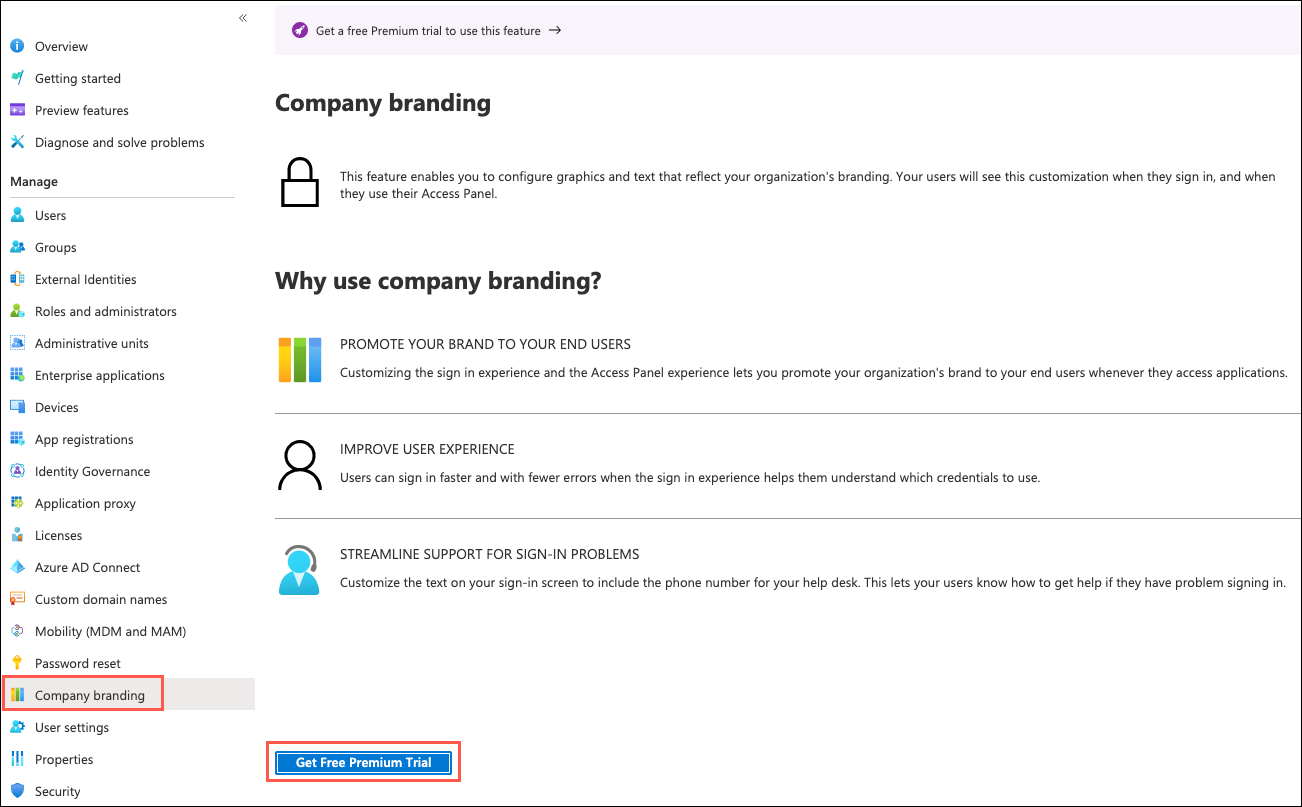 «
Overview
Getting started
Preview features
Diagnose and solve problems
Manage
Users
Groups
External Identities
Roles and administrators
Administrative units
Enterprise applications
Devices
App registrations
Identity Governance
Application proxy
Licenses
Azure AD Connect
Custom domain names
Mobility (MDM and MAM)
Password reset
Company branding
User settings
Properties
Security
Get a free Premium trial to use this feature →
Company branding
This feature enables you to configure graphics and text that reflect your organization's branding. Your users will see this customization when they sign in, and when
they use their Access Panel.
Why use company branding?
PROMOTE YOUR BRAND TO YOUR END USERS
Customizing the sign in experience and the Access Panel experience lets you promote your organization's brand to your end users whenever they access applications.
IMPROVE USER EXPERIENCE
Users can sign in faster and with fewer errors when the sign in experience helps them understand which credentials to use.
STREAMLINE SUPPORT FOR SIGN-IN PROBLEMS
Customize the text on your sign-in screen to include the phone number for your help desk. This lets your users know how to get help if they have problem signing in.
Get Free Premium Trial